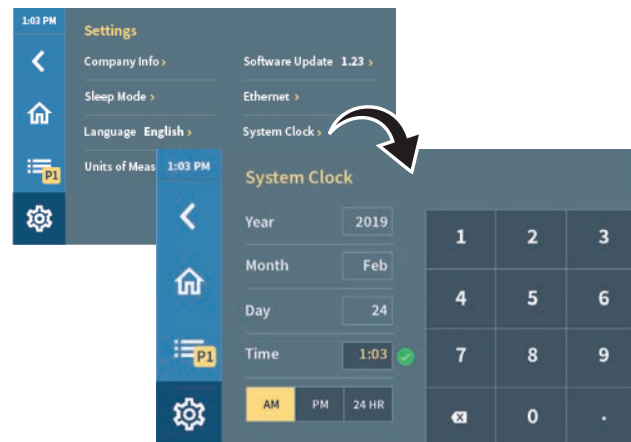 1:03 PM
Settings
Company Info ›
Software Update 1.23 ›
Sleep Mode ›
Ethernet ›
Language English ›
System Clock ›
P1
Units of Meas
1:03 PM
System Clock
Year 2019
Month Feb
Day 24
Time 1:03
AM PM 24 HR
P1
1 2 3
4 5 6
7 8 9
0 .